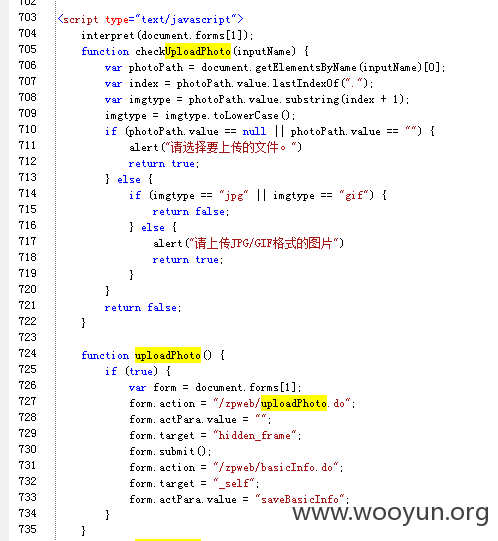 702
703 <script type="text/javascript">
704 interpret(document.forms[1]);
705 function checkUploadPhoto(inputName) {
706 var photoPath = document.getElementsByName(inputName)[0];
707 var index = photoPath.value.lastIndexOf(".");
708 var imgtype = photoPath.value.substring(index + 1);
709 imgtype = imgtype.toLowerCase();
710 if (photoPath.value == null || photoPath.value == "") {
711 alert("请选择要上传的文件。")
712 return true;
713 } else {
714 if (imgtype == "jpg" || imgtype == "gif") {
715 return false;
716 } else {
717 alert("请上传JPG/GIF格式的图片")
718 return true;
719 }
720 }
721 return false;
722 }
723
724 function uploadPhoto() {
725 if (true) {
726 var form = document.forms[1];
727 form.action = "/zpweb/uploadPhoto.do";
728 form.actPara.value = "";
729 form.target = "hidden_frame";
730 form.submit();
731 form.action = "/zpweb/basicInfo.do";
732 form.target = "_self";
733 form.actPara.value = "saveBasicInfo";
734 }
735 }
www.wooyun.org